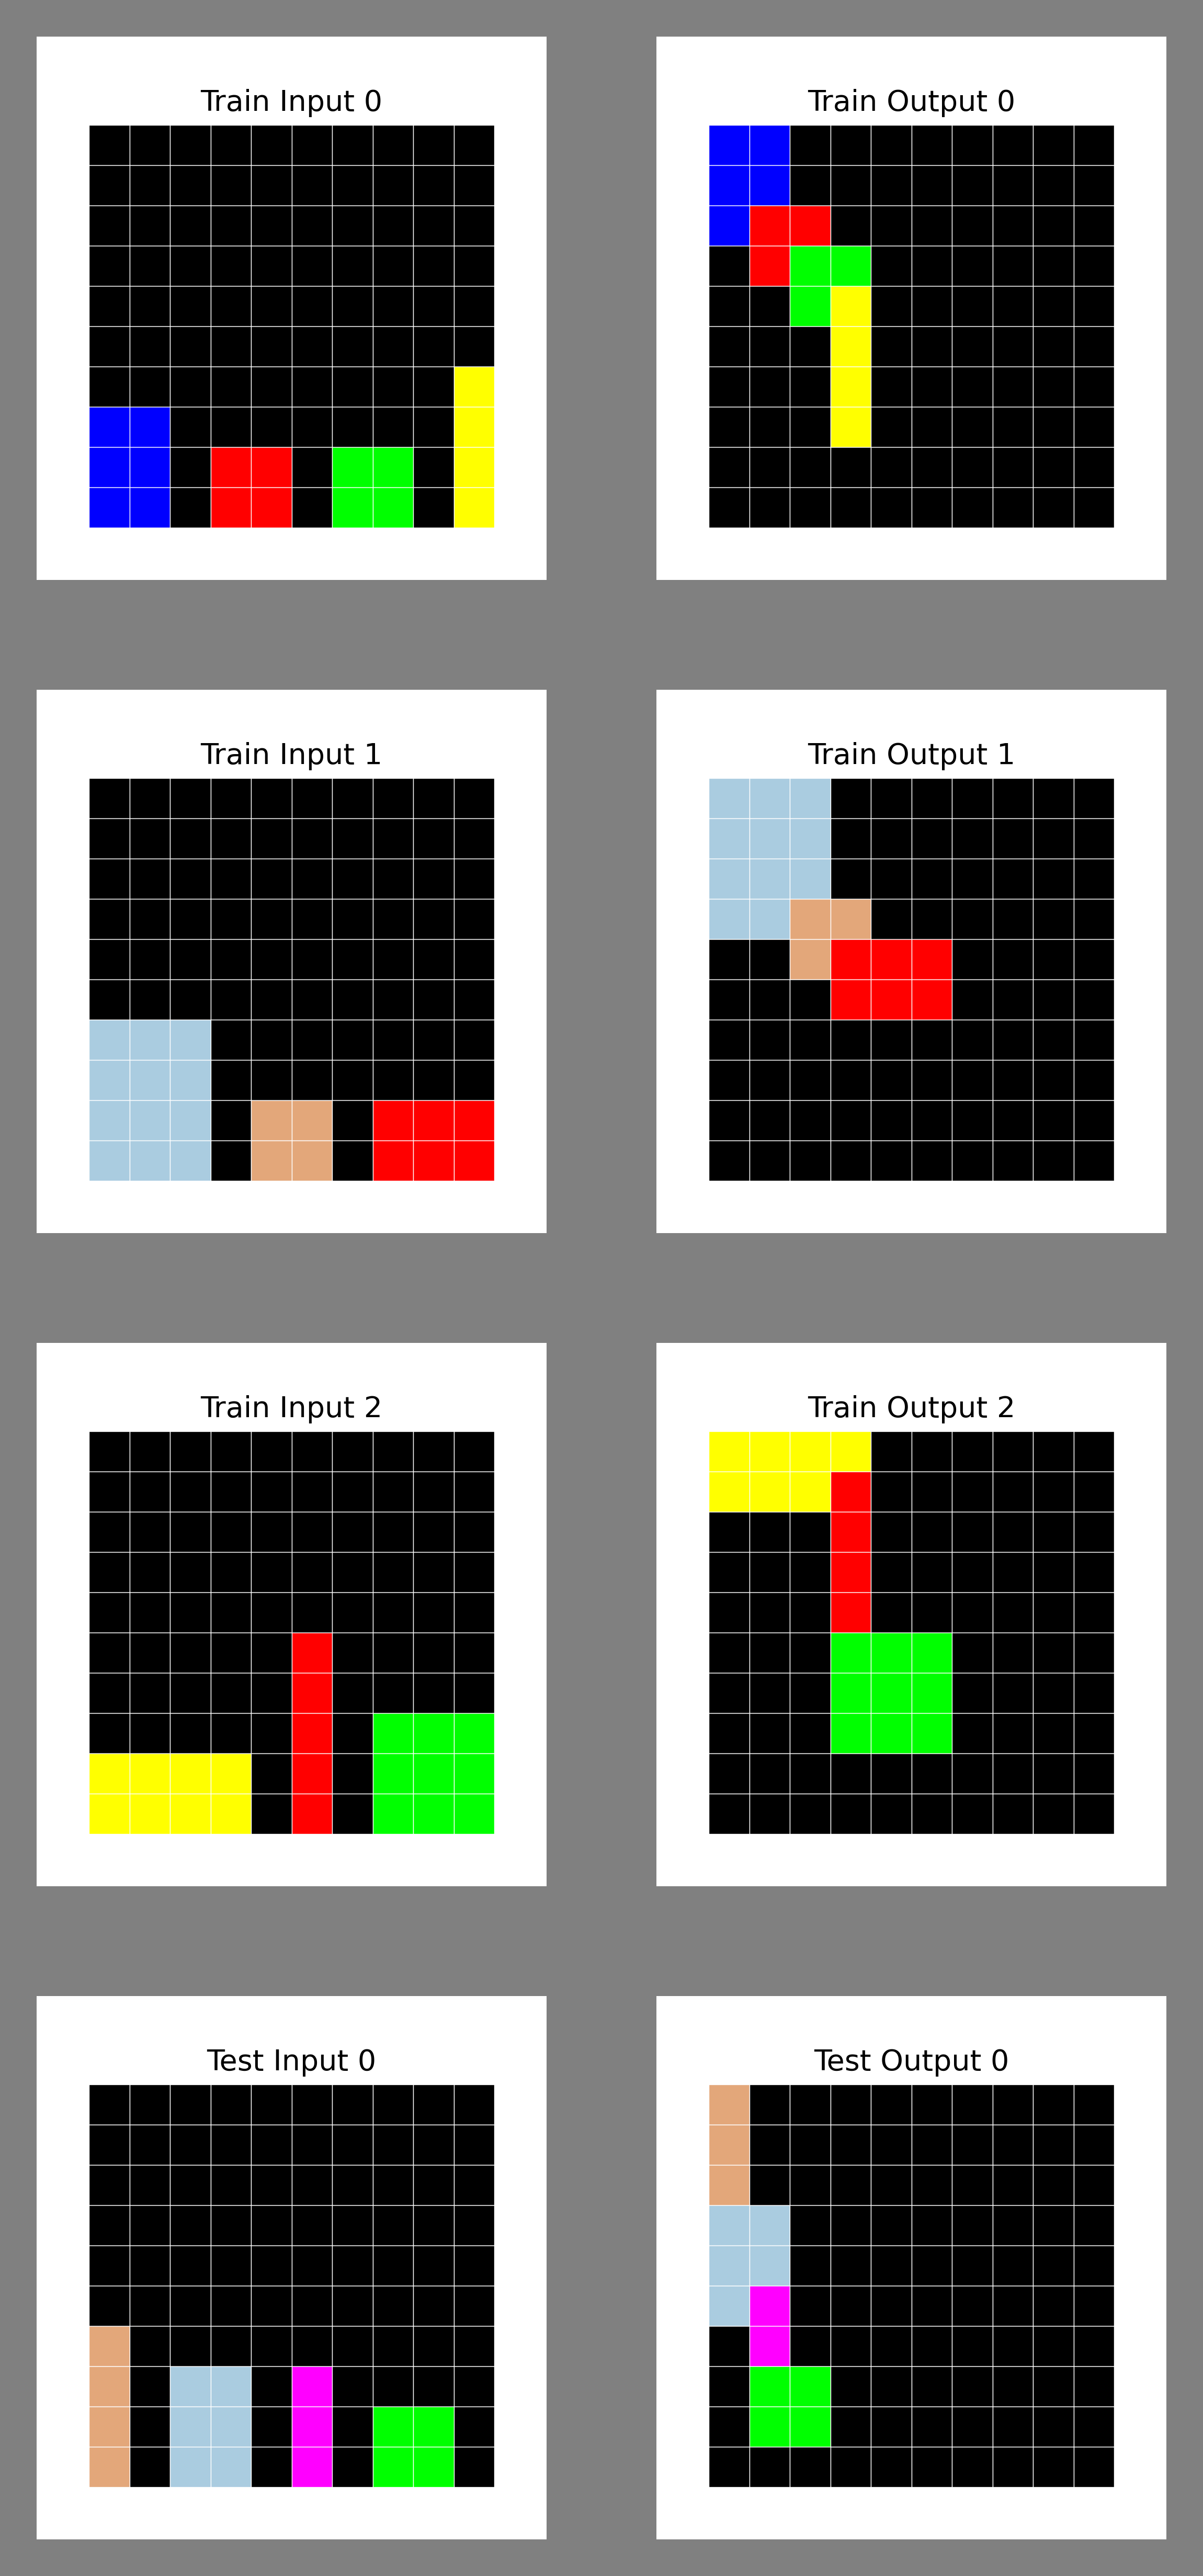 Train Input 0
Train Output 0
Train Input 1
Train Output 1
Train Input 2
Train Output 2
Test Input 0
Test Output 0